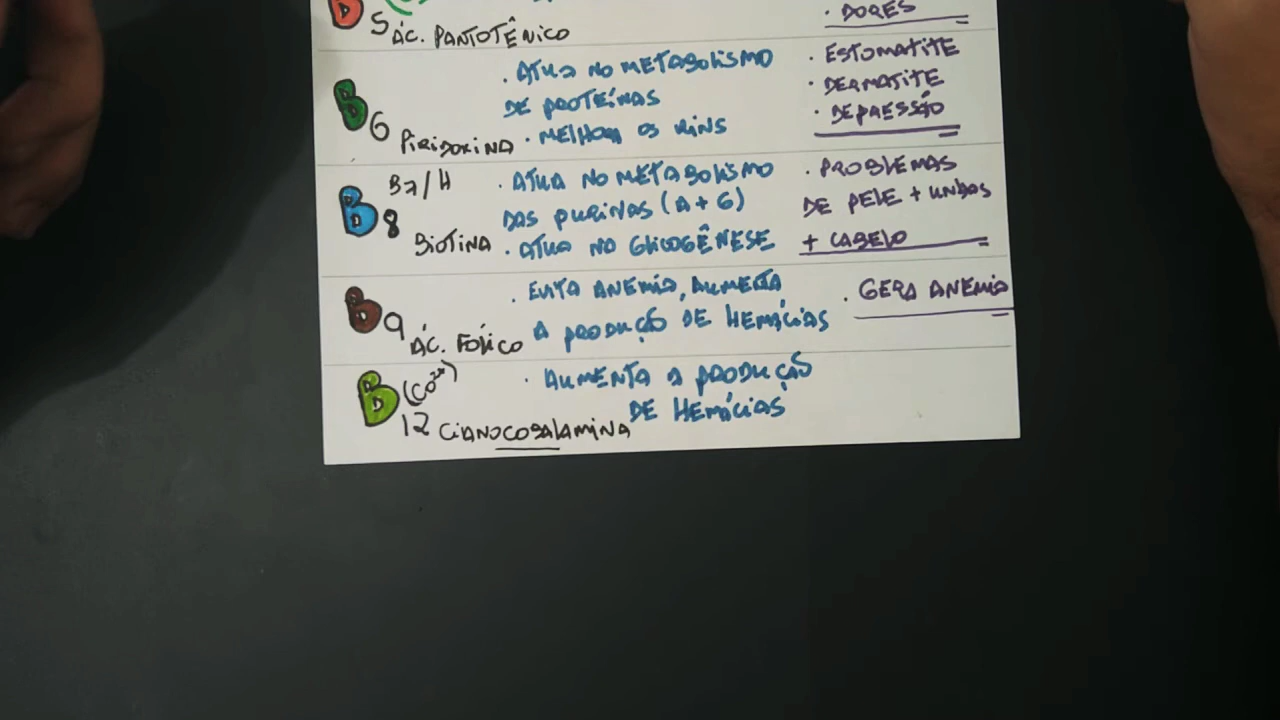 B5 ÁC. PANTOTÊNICO
· DORES
B6 PIRIDOXINA
· ATUA NO METABOLISMO
DE PROTEÍNAS
· MELHORA OS RINS
· ESTOMATITE
· DERMATITE
· DEPRESSÃO
B8 B7/H
BIOTINA
· ATUA NO METABOLISMO
DAS PURINAS (A + G)
· ATUA NO GLICOGÊNESE
· PROBLEMAS
DE PELE + UNHAS
+ CABELO
B9 ÁC. FÓLICO
· EVITA ANEMIA, AUMENTA
A PRODUÇÃO DE HEMÁCIAS
· GERA ANEMIA
B12 (CO²⁺)
CIANOCOBALAMINA
· AUMENTA A PRODUÇÃO
DE HEMÁCIAS